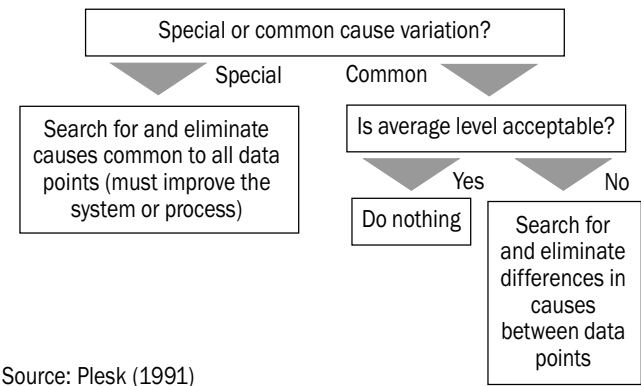 Special or common cause variation?
Special
Common
Search for and eliminate
causes common to all data
points (must improve the
system or process)
Is average level acceptable?
Yes
No
Do nothing
Search for
and eliminate
differences in
causes
between data
points
Source: Plesk (1991)